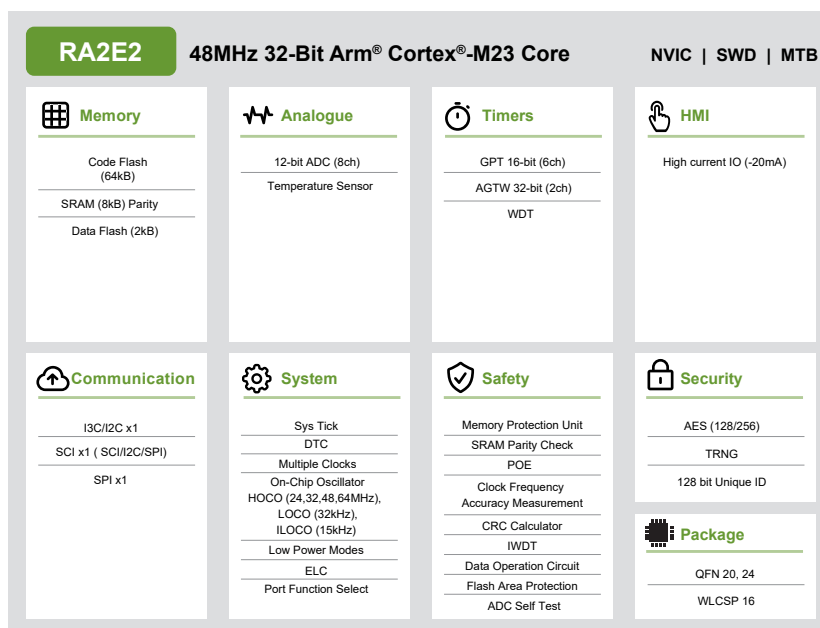 RA2E2
48MHz 32-Bit Arm® Cortex®-M23 Core
NVIC | SWD | MTB
Memory
Code Flash
(64kB)
SRAM (8kB) Parity
Data Flash (2kB)
Analogue
12-bit ADC (8ch)
Temperature Sensor
Timers
GPT 16-bit (6ch)
AGTW 32-bit (2ch)
WDT
HMI
High current IO (-20mA)
Communication
I3C/I2C x1
SCI x1 ( SCI/I2C/SPI)
SPI x1
System
Sys Tick
DTC
Multiple Clocks
On-Chip Oscillator
HOCO (24,32,48,64MHz),
LOCO (32kHz),
ILOCO (15kHz)
Low Power Modes
ELC
Port Function Select
Safety
Memory Protection Unit
SRAM Parity Check
POE
Clock Frequency
Accuracy Measurement
CRC Calculator
IWDT
Data Operation Circuit
Flash Area Protection
ADC Self Test
Security
AES (128/256)
TRNG
128 bit Unique ID
Package
QFN 20, 24
WLCSP 16